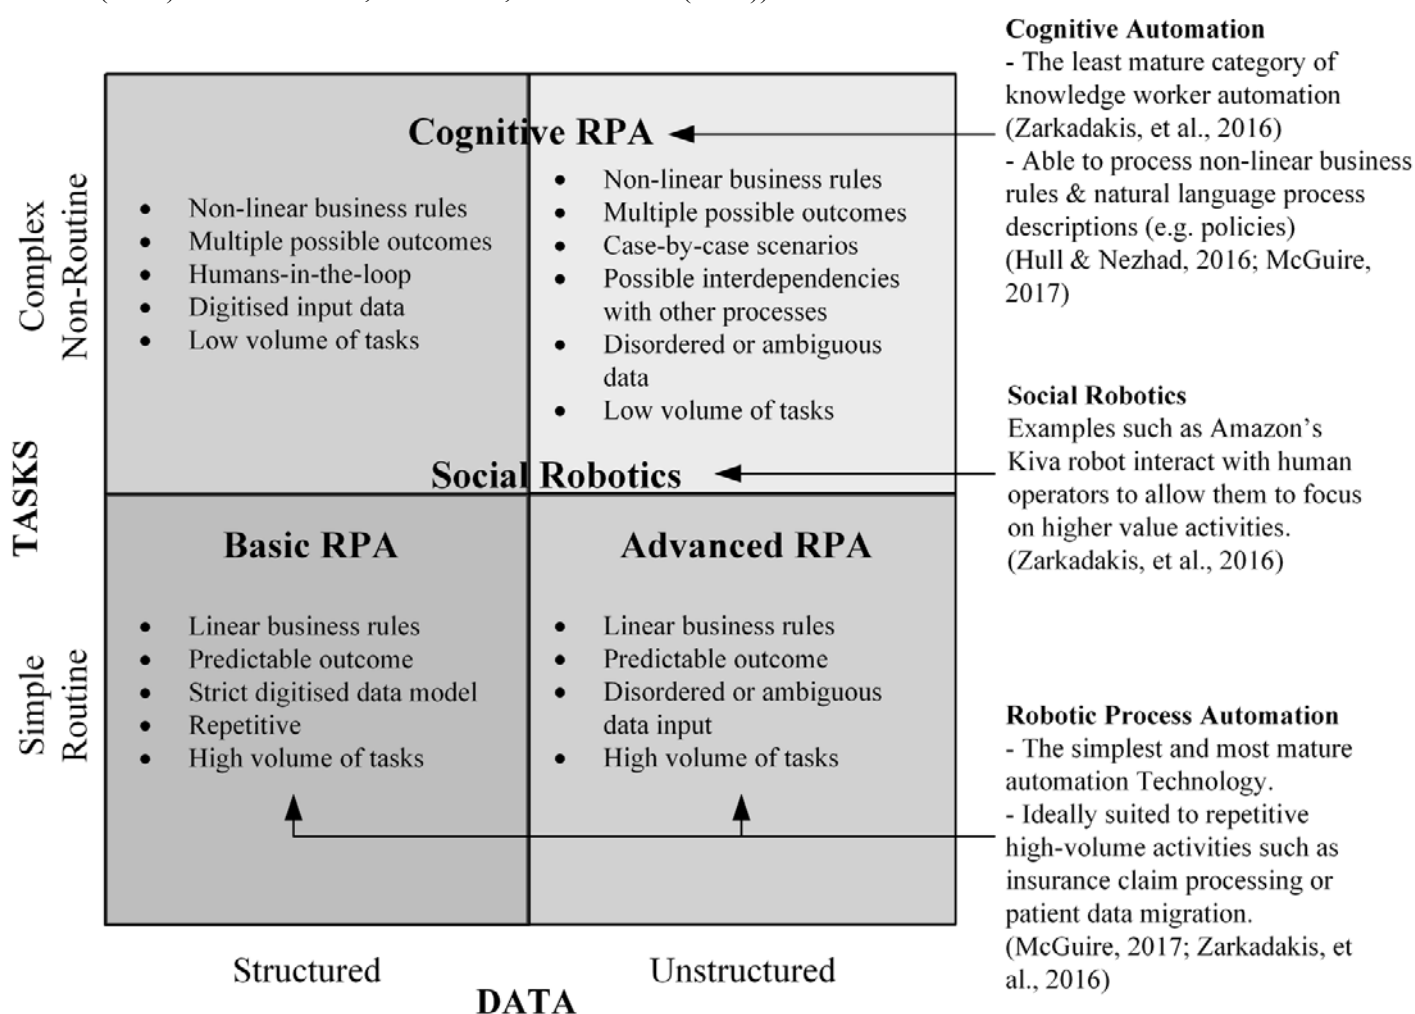 Cognitive Automation
- The least mature category of
knowledge worker automation
(Zarkadakis, et al., 2016)
- Able to process non-linear business
rules & natural language process
descriptions (e.g. policies)
(Hull & Nezhad, 2016; McGuire,
2017)
Cognitive RPA
Complex
Non-Routine
• Non-linear business rules
• Multiple possible outcomes
• Humans-in-the-loop
• Digitised input data
• Low volume of tasks
• Non-linear business rules
• Multiple possible outcomes
• Case-by-case scenarios
• Possible interdependencies
with other processes
• Disordered or ambiguous
data
• Low volume of tasks
Social Robotics
Social Robotics
Examples such as Amazon’s
Kiva robot interact with human
operators to allow them to focus
on higher value activities.
(Zarkadakis, et al., 2016)
TASKS
Simple
Routine
Basic RPA
• Linear business rules
• Predictable outcome
• Strict digitised data model
• Repetitive
• High volume of tasks
Advanced RPA
• Linear business rules
• Predictable outcome
• Disordered or ambiguous
data input
• High volume of tasks
Robotic Process Automation
- The simplest and most mature
automation Technology.
- Ideally suited to repetitive
high-volume activities such as
insurance claim processing or
patient data migration.
(McGuire, 2017; Zarkadakis, et
al., 2016)
Structured
Unstructured
DATA